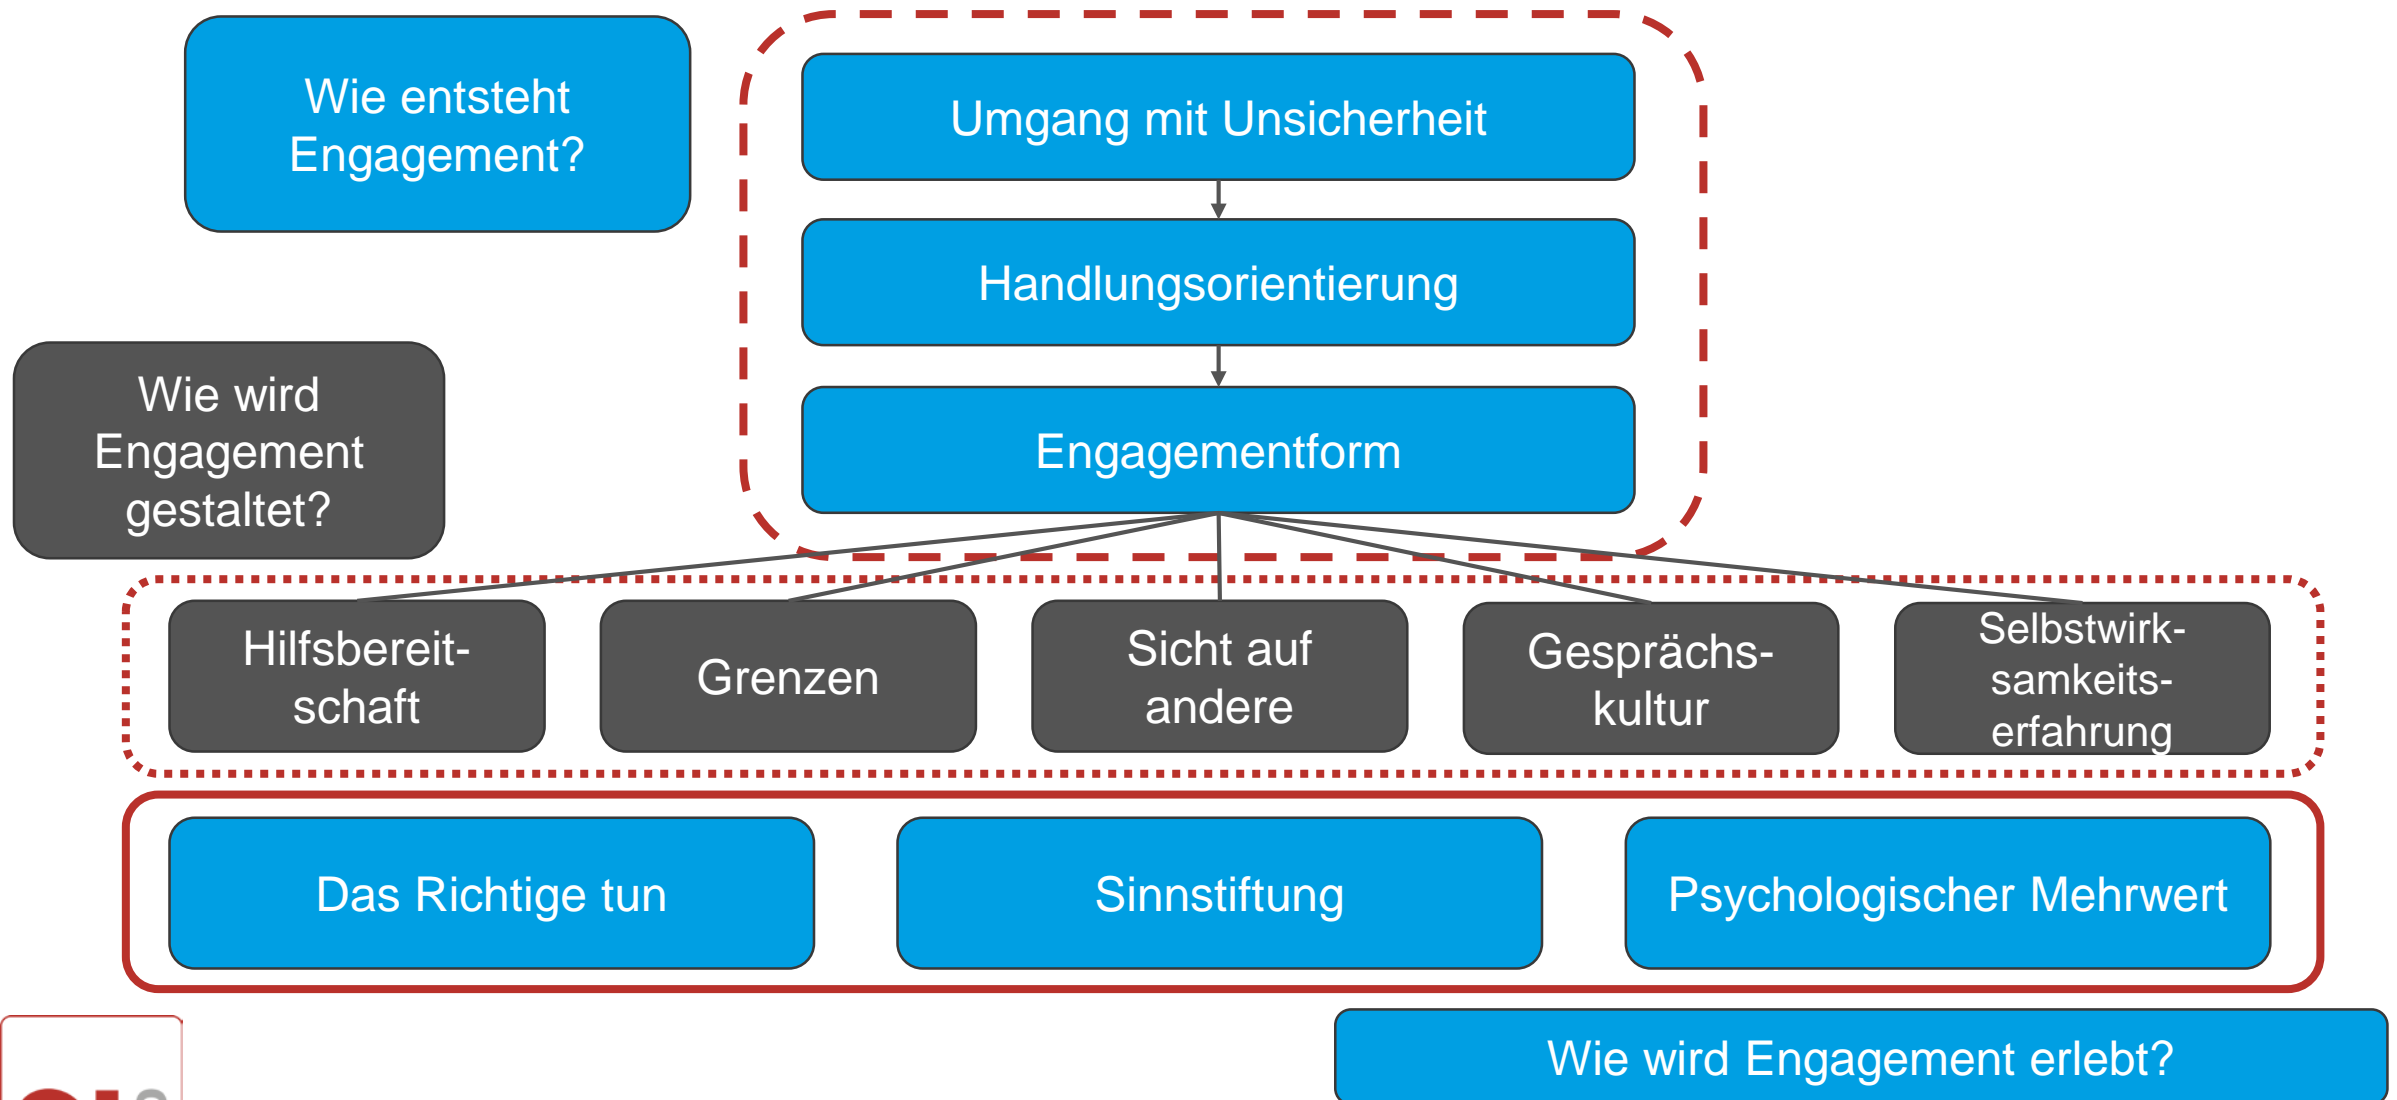 Wie entsteht
Engagement?
Umgang mit Unsicherheit
Handlungsorientierung
Engagementform
Wie wird
Engagement
gestaltet?
Hilfsbereit-
schaft
Grenzen
Sicht auf
andere
Gesprächs-
kultur
Selbstwirk-
samkeits-
erfahrung
Das Richtige tun
Sinnstiftung
Psychologischer Mehrwert
Wie wird Engagement erlebt?